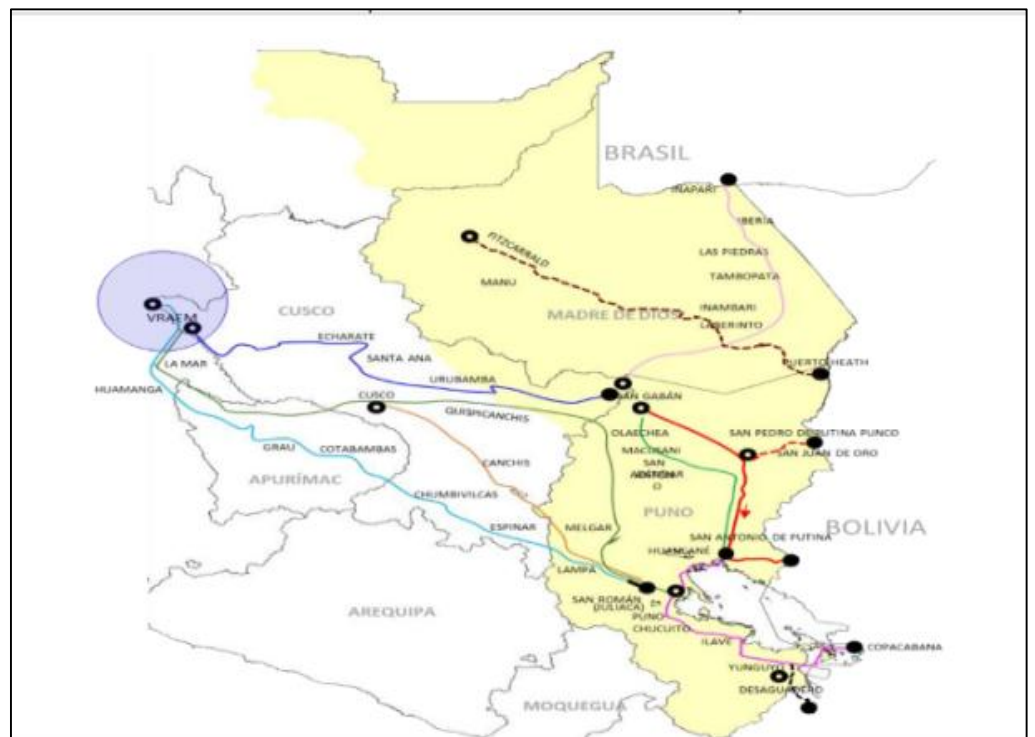 BRASIL
INAPARI
IBERIA
FITZCARRALD
LAS PIEDRAS
TAMBOPATA
MANU
INAMBARI
CUSCO
MADRE DE DIOS
LABERINTO
VRAEM
ECHARATE
LA MAR
SANTA ANA
PUERTO HEATH
URUBAMBA
HUAMANGA
CUSCO
SAN GABÁN
QUISPICANCHIS
OLAECHEA
SAN PEDRO DE PUTINA PUNCO
SAN JUAN DE ORO
GRAU
COTABAMBAS
MACUSANI
CANCHIS
SAN
APURÍMAC
CHUMBIVILCAS
PUNO
ESPINAR
MELGAR
BOLIVIA
SAN ANTONIO DE PUTINA
HUANCANÉ
LAMPA
SAN ROMÁN
(JULIACA)
AREQUIPA
PUNO
CHUCUITO
ILAVE
COPACABANA
YUNGUYO
DESAGUADERO
MOQUEGUA